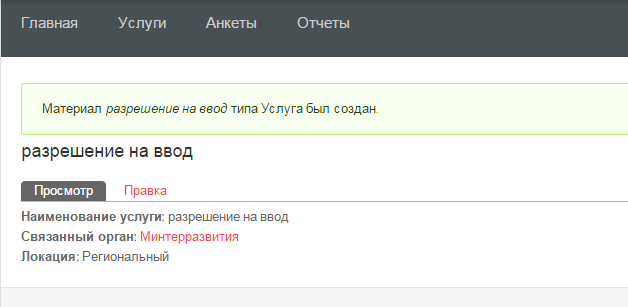 Главная Услуги Анкеты Отчеты
Материал разрешение на ввод типа Услуга был создан.
разрешение на ввод
Просмотр Правка
Наименование услуги: разрешение на ввод
Связанный орган: Минтерразвития
Локация: Региональный